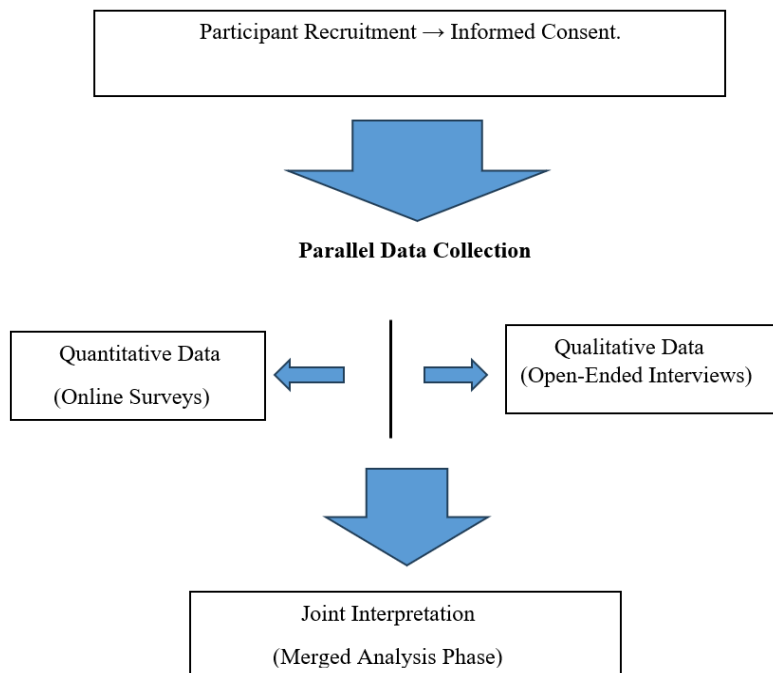 Participant Recruitment → Informed Consent.
Parallel Data Collection
Quantitative Data
(Online Surveys)
Qualitative Data
(Open-Ended Interviews)
Joint Interpretation
(Merged Analysis Phase)